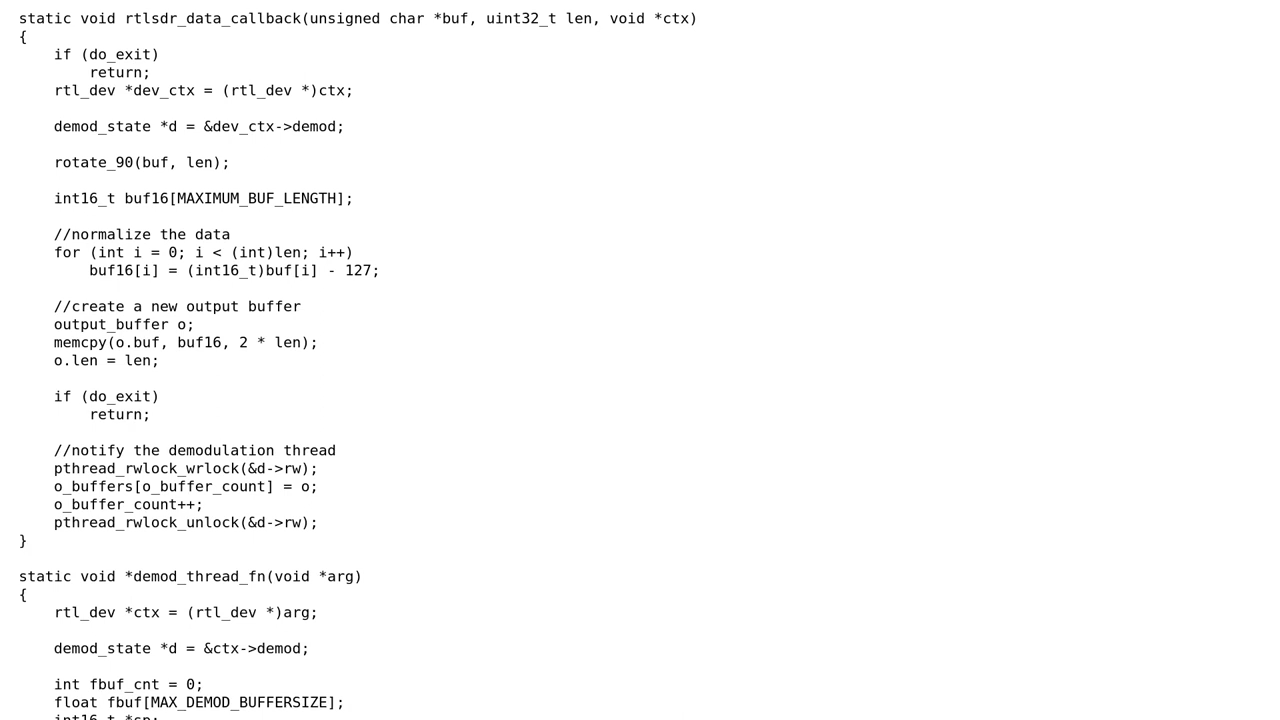 static void rtlsdr_data_callback(unsigned char *buf, uint32_t len, void *ctx)
{
    if (do_exit)
        return;
    rtl_dev *dev_ctx = (rtl_dev *)ctx;

    demod_state *d = &dev_ctx->demod;

    rotate_90(buf, len);

    int16_t buf16[MAXIMUM_BUF_LENGTH];

    //normalize the data
    for (int i = 0; i < (int)len; i++)
        buf16[i] = (int16_t)buf[i] - 127;

    //create a new output buffer
    output_buffer o;
    memcpy(o.buf, buf16, 2 * len);
    o.len = len;

    if (do_exit)
        return;

    //notify the demodulation thread
    pthread_rwlock_wrlock(&d->rw);
    o_buffers[o_buffer_count] = o;
    o_buffer_count++;
    pthread_rwlock_unlock(&d->rw);
}

static void *demod_thread_fn(void *arg)
{
    rtl_dev *ctx = (rtl_dev *)arg;

    demod_state *d = &ctx->demod;

    int fbuf_cnt = 0;
    float fbuf[MAX_DEMOD_BUFFERSIZE];
    int16_t *sp;